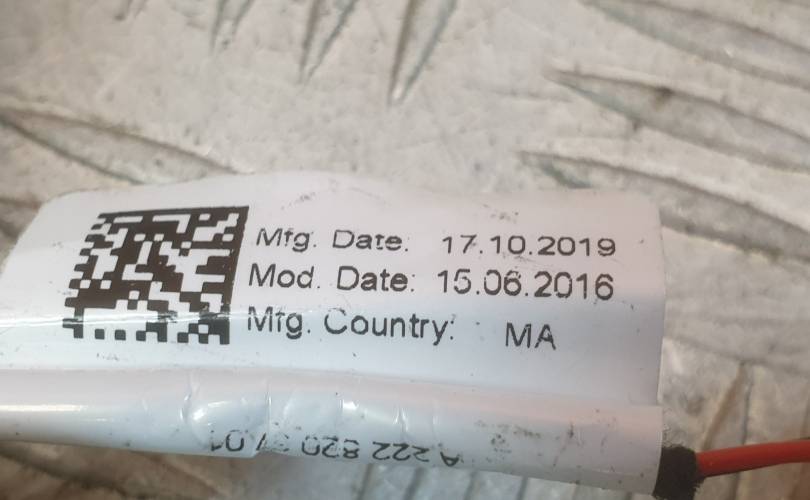 Mfg. Date: 17.10.2019
Mod. Date: 15.06.2016
Mfg. Country: MA
A 222 820